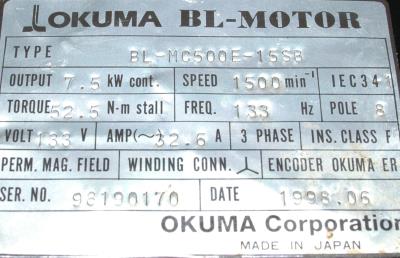 OKUMA BL-MOTOR
TYPE BL-MC500E-15SB
OUTPUT 7.5 kW cont. SPEED 1500 min⁻¹ IEC34 1
TORQUE 52.5 N-m stall FREQ. 133 Hz POLE 8
VOLT 133 V AMP(~) 32.6 A 3 PHASE INS. CLASS F
PERM. MAG. FIELD WINDING CONN. ENCODER OKUMA ER
SER. NO. 98190170 DATE 1998.06
OKUMA Corporation
MADE IN JAPAN